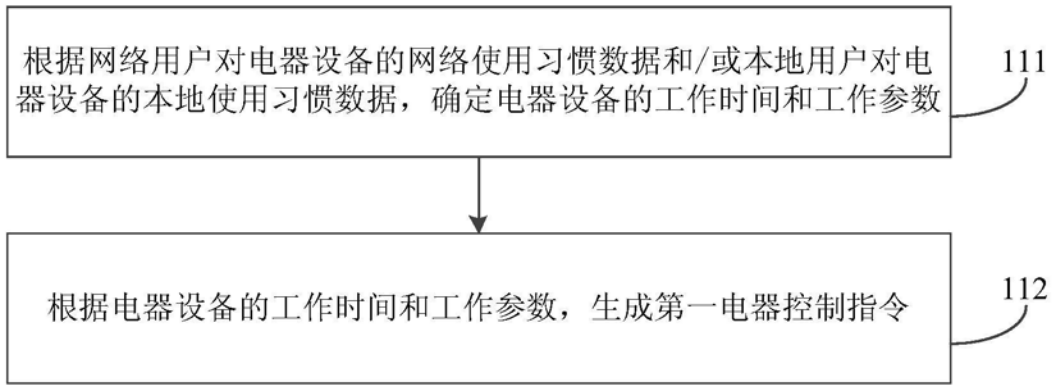 根据网络用户对电器设备的网络使用习惯数据和/或本地用户对电
器设备的本地使用习惯数据，确定电器设备的工作时间和工作参数
111
根据电器设备的工作时间和工作参数，生成第一电器控制指令
112